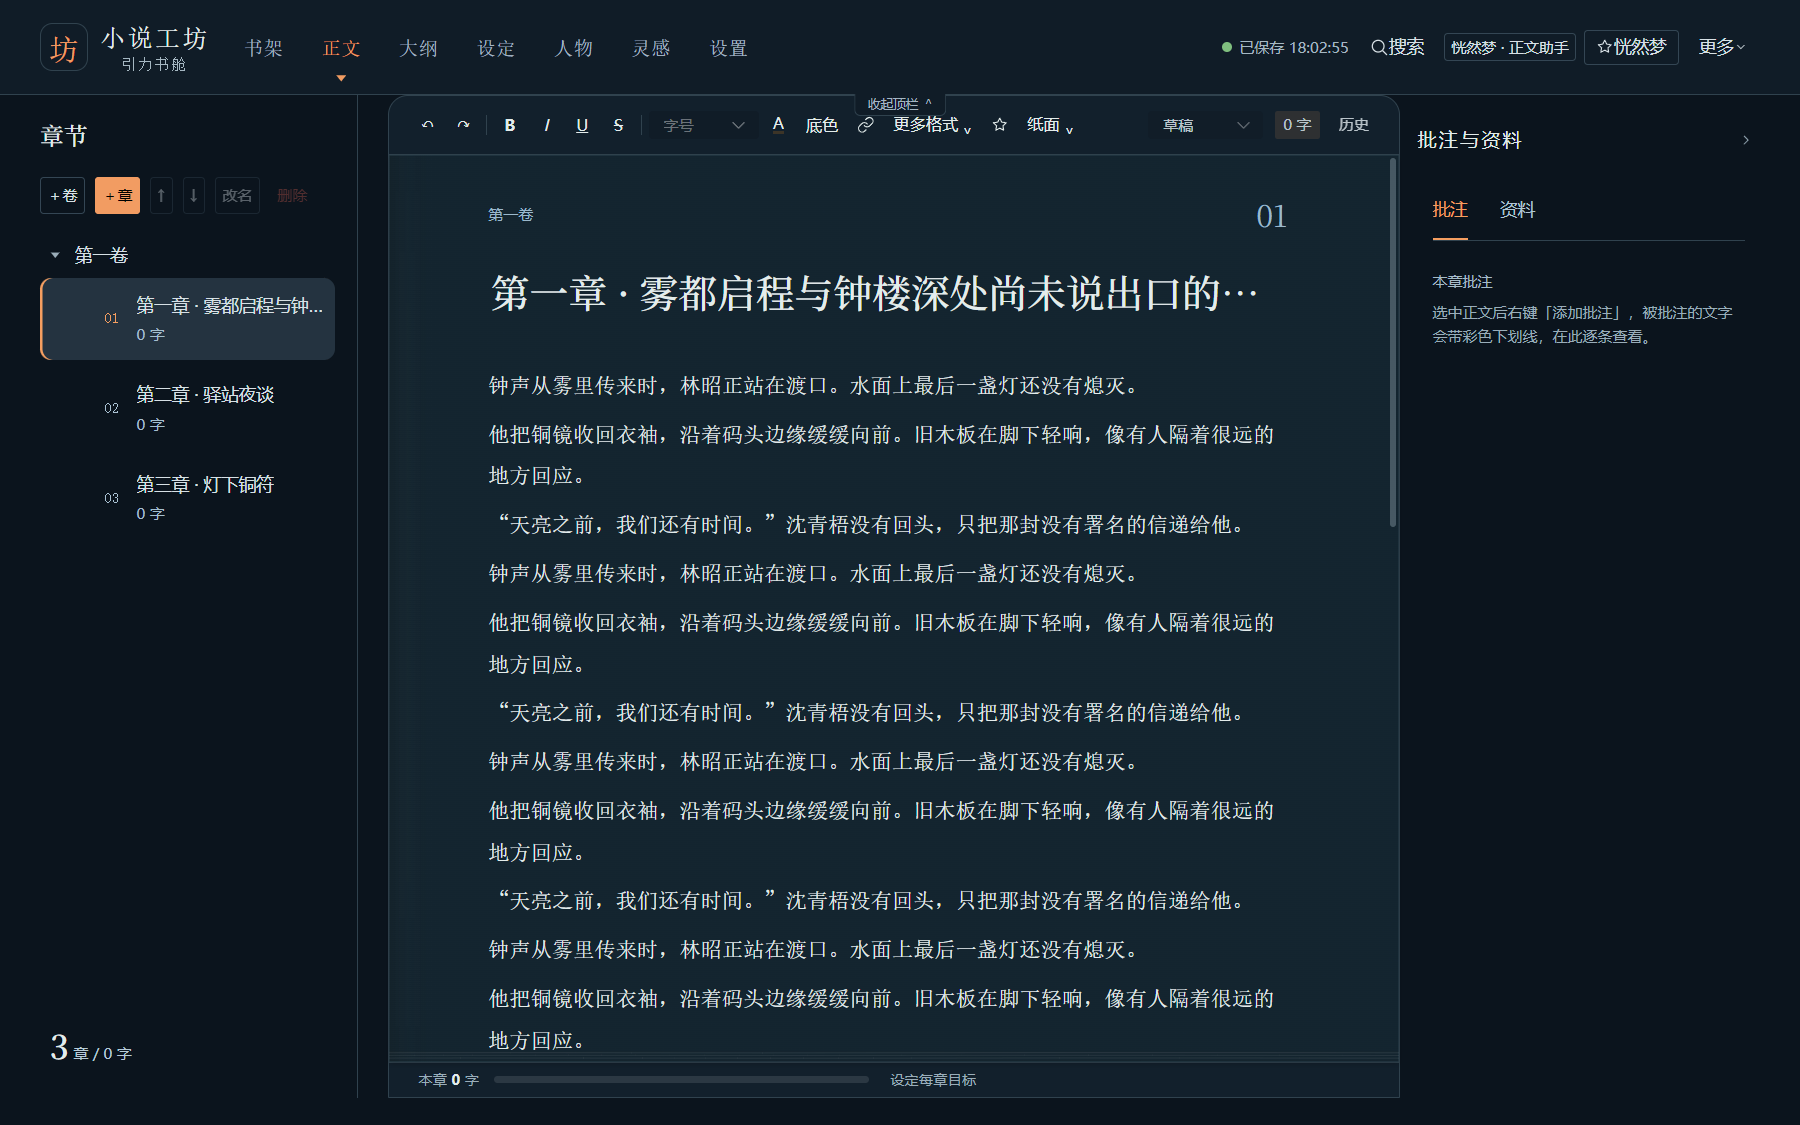 坊
小说工坊
引力书舱
书架 正文 大纲 设定 人物 灵感 设置
已保存 18:02:55 搜索 恍然梦 · 正文助手 ☆恍然梦 更多
章节
+卷 +章 ↑ ↓ 改名 删除
第一卷
01 第一章 · 雾都启程与钟...
0 字
02 第二章 · 驿站夜谈
0 字
03 第三章 · 灯下铜符
0 字
3 章 / 0 字
收起顶栏 ^
B I U S 字号 A 底色 更多格式 ☆ 纸面 草稿 0 字 历史
第一卷 01
第一章 · 雾都启程与钟楼深处尚未说出口的…
钟声从雾里传来时，林昭正站在渡口。水面上最后一盏灯还没有熄灭。
他把铜镜收回衣袖，沿着码头边缘缓缓向前。旧木板在脚下轻响，像有人隔着很远的
地方回应。
“天亮之前，我们还有时间。”沈青梧没有回头，只把那封没有署名的信递给他。
钟声从雾里传来时，林昭正站在渡口。水面上最后一盏灯还没有熄灭。
他把铜镜收回衣袖，沿着码头边缘缓缓向前。旧木板在脚下轻响，像有人隔着很远的
地方回应。
“天亮之前，我们还有时间。”沈青梧没有回头，只把那封没有署名的信递给他。
钟声从雾里传来时，林昭正站在渡口。水面上最后一盏灯还没有熄灭。
他把铜镜收回衣袖，沿着码头边缘缓缓向前。旧木板在脚下轻响，像有人隔着很远的
地方回应。
“天亮之前，我们还有时间。”沈青梧没有回头，只把那封没有署名的信递给他。
钟声从雾里传来时，林昭正站在渡口。水面上最后一盏灯还没有熄灭。
他把铜镜收回衣袖，沿着码头边缘缓缓向前。旧木板在脚下轻响，像有人隔着很远的
地方回应。
本章 0 字 设定每章目标
批注与资料
批注 资料
本章批注
选中正文后右键「添加批注」，被批注的文字
会带彩色下划线，在此逐条查看。